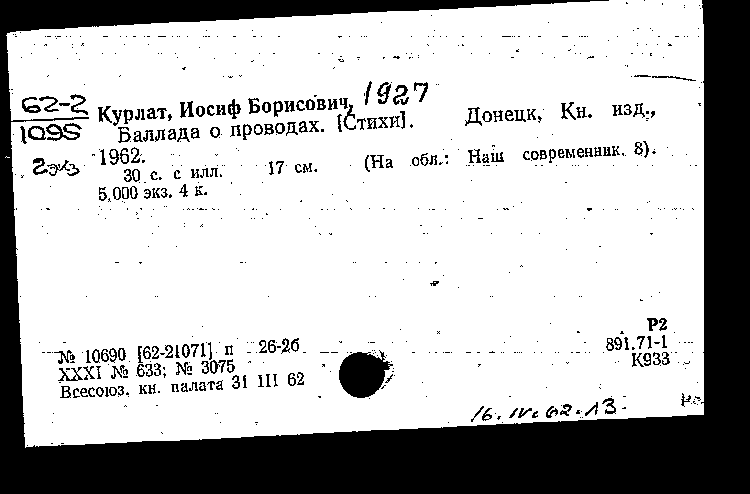 62-2
1095
2 экз
Курлат, Иосиф Борисович, 1927
Баллада о проводах. [Стихи]. Донецк, Кн. изд.,
1962.
30 с. с илл. 17 см. (На обл.: Наш современник. 8).
5.000 экз. 4 к.
Р2
№ 10690 [62-21071] п 26-2б
891.71-1
XXXI № 633; № 3075
К933
Всесоюз. кн. палата 31 III 62
16.IV.62.13.